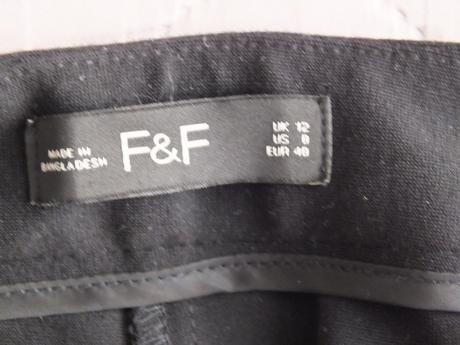 MADE IN
BANGLADESH
F&F
UK 12
US 8
EUR 40